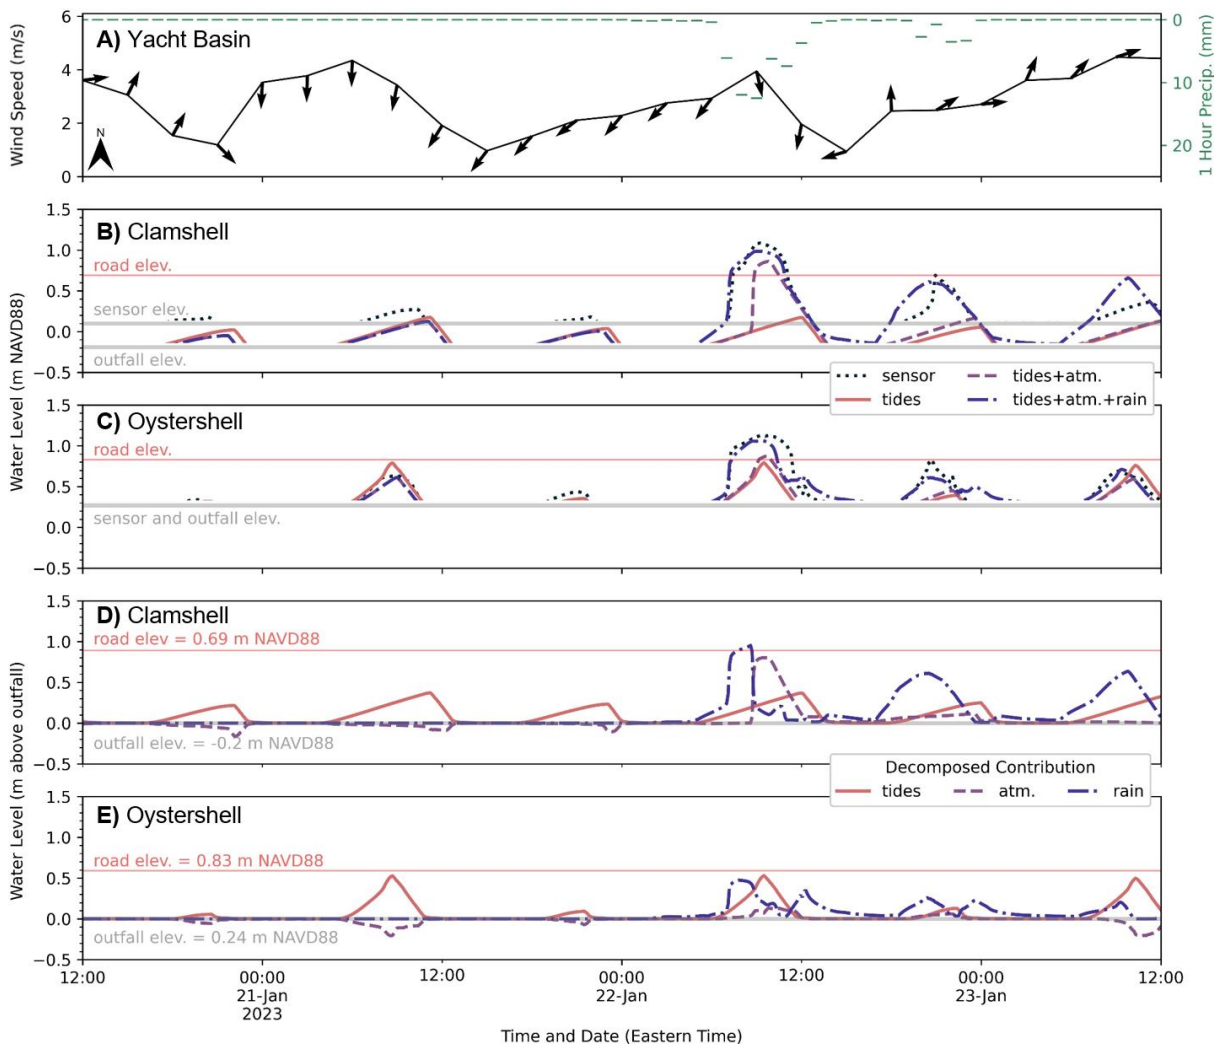 A) Yacht Basin
Wind Speed (m/s)
6
4
2
0
N
0
10
20
1 Hour Precip. (mm)
B) Clamshell
road elev.
sensor elev.
outfall elev.
1.5
1.0
0.5
0.0
−0.5
Water Level (m NAVD88)
sensor
tides
tides+atm.
tides+atm.+rain
C) Oystershell
road elev.
sensor and outfall elev.
1.5
1.0
0.5
0.0
−0.5
D) Clamshell
road elev = 0.69 m NAVD88
outfall elev. = -0.2 m NAVD88
1.5
1.0
0.5
0.0
−0.5
Water Level (m above outfall)
Decomposed Contribution
tides
atm.
rain
E) Oystershell
road elev. = 0.83 m NAVD88
outfall elev. = 0.24 m NAVD88
1.5
1.0
0.5
0.0
−0.5
12:00
00:00
21-Jan
2023
12:00
00:00
22-Jan
12:00
00:00
23-Jan
12:00
Time and Date (Eastern Time)